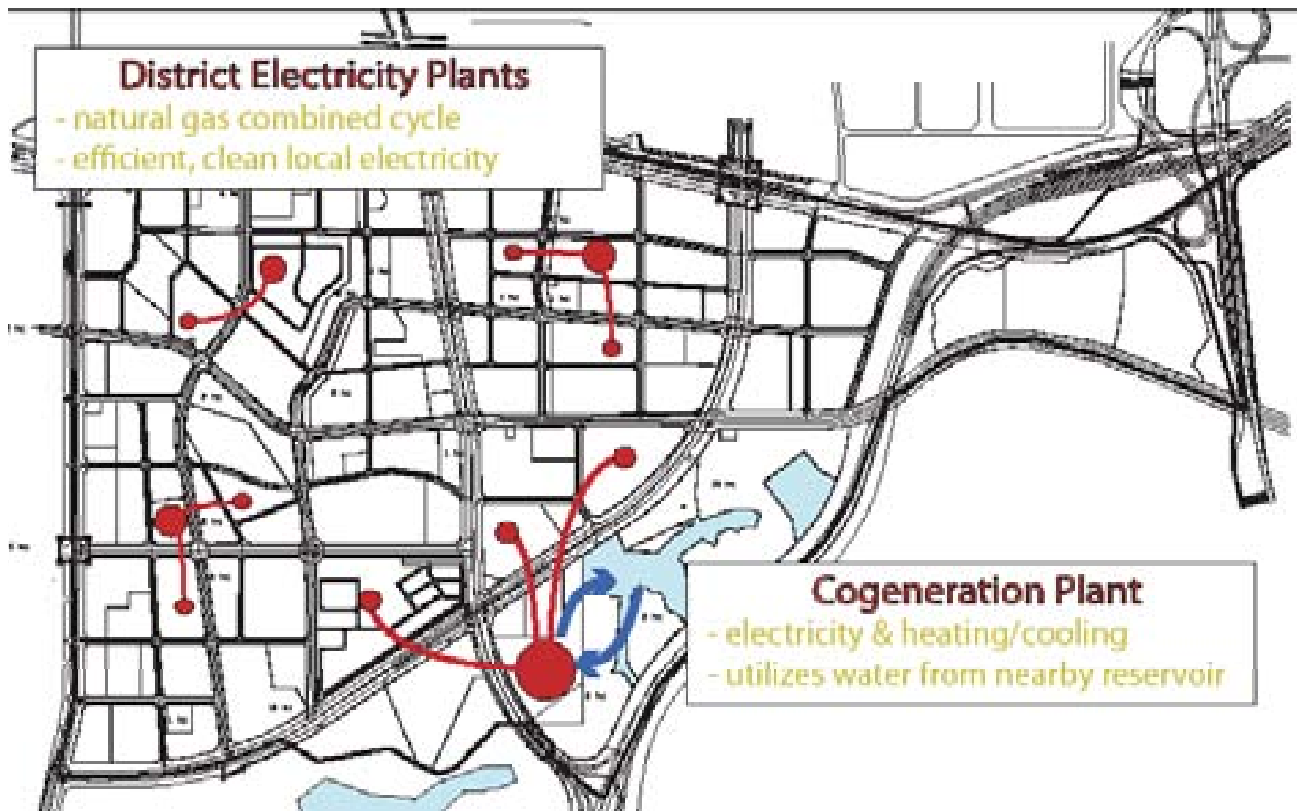 District Electricity Plants
- natural gas combined cycle
- efficient, clean local electricity
Cogeneration Plant
- electricity & heating/cooling
- utilizes water from nearby reservoir